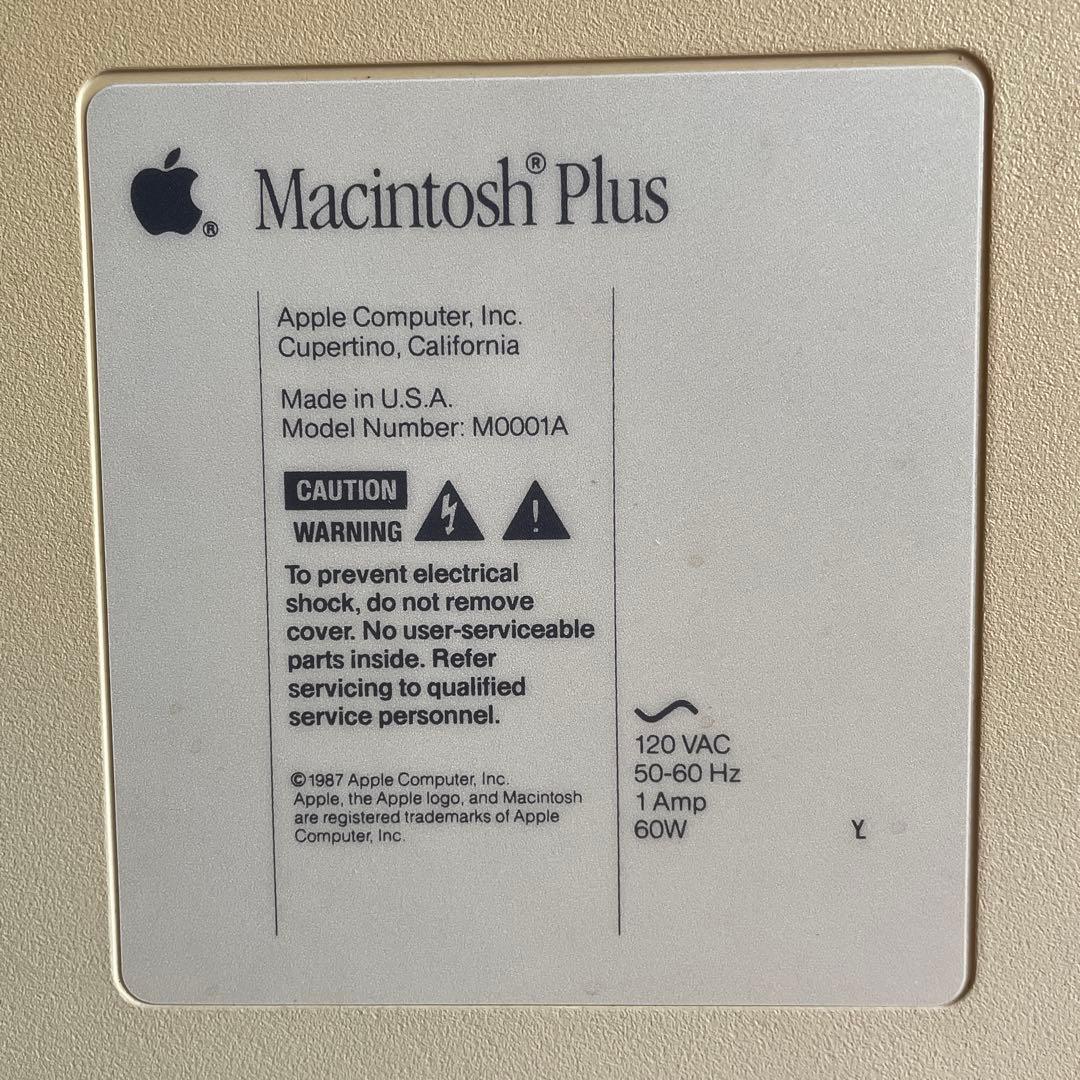 Macintosh® Plus
®
Apple Computer, Inc.
Cupertino, California
Made in U.S.A.
Model Number: M0001A
CAUTION
WARNING
To prevent electrical
shock, do not remove
cover. No user-serviceable
parts inside. Refer
servicing to qualified
service personnel.
©1987 Apple Computer, Inc.
Apple, the Apple logo, and Macintosh
are registered trademarks of Apple
Computer, Inc.
120 VAC
50-60 Hz
1 Amp
60W